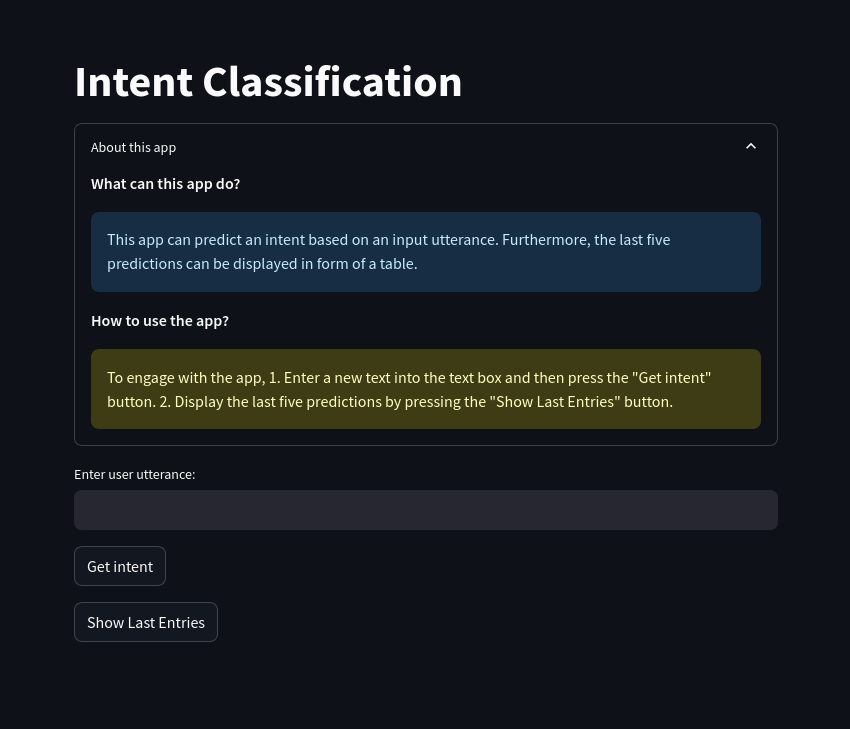 Intent Classification
About this app
What can this app do?
This app can predict an intent based on an input utterance. Furthermore, the last five
predictions can be displayed in form of a table.
How to use the app?
To engage with the app, 1. Enter a new text into the text box and then press the "Get intent"
button. 2. Display the last five predictions by pressing the "Show Last Entries" button.
Enter user utterance:
Get intent
Show Last Entries